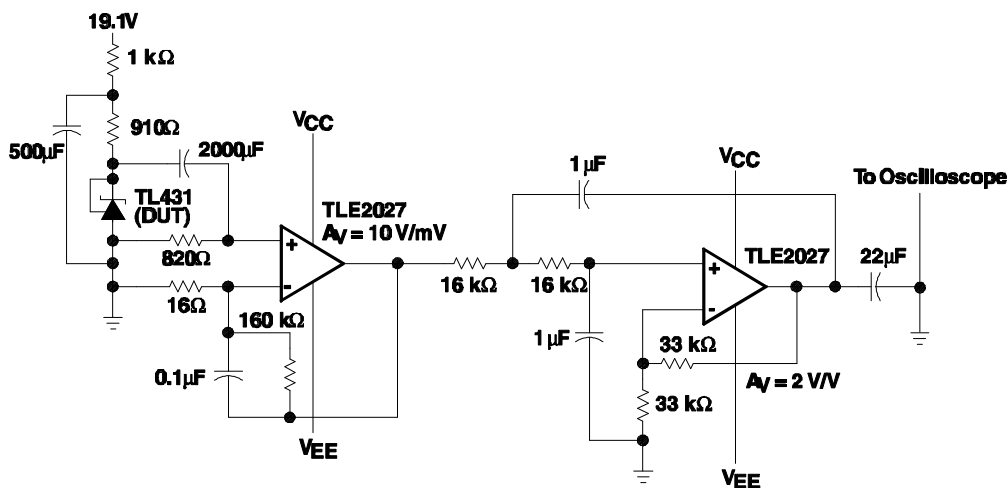 19.1V
1 kΩ
910Ω
500µF
2000µF
TL431
(DUT)
820Ω
16Ω
VCC
TLE2027
AV = 10 V/mV
+
-
160 kΩ
0.1µF
VEE
16 kΩ
16 kΩ
1 µF
1 µF
VCC
TLE2027
+
-
33 kΩ
33 kΩ
AV = 2 V/V
VEE
22µF
To Oscilloscope